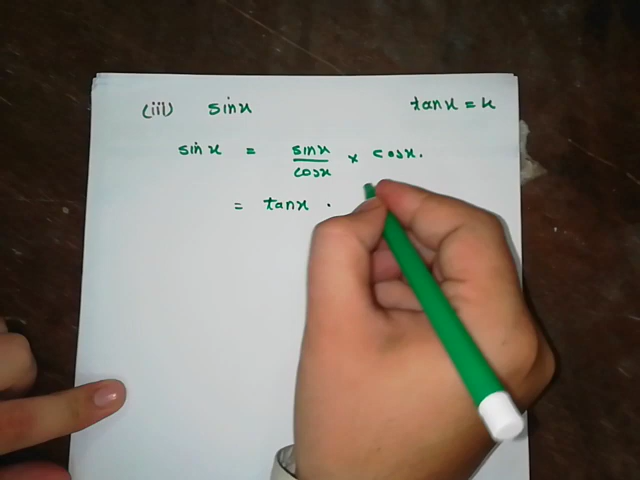 (iii) sinx tanx = k
sinx = sinx/cosx × cosx.
= tanx .